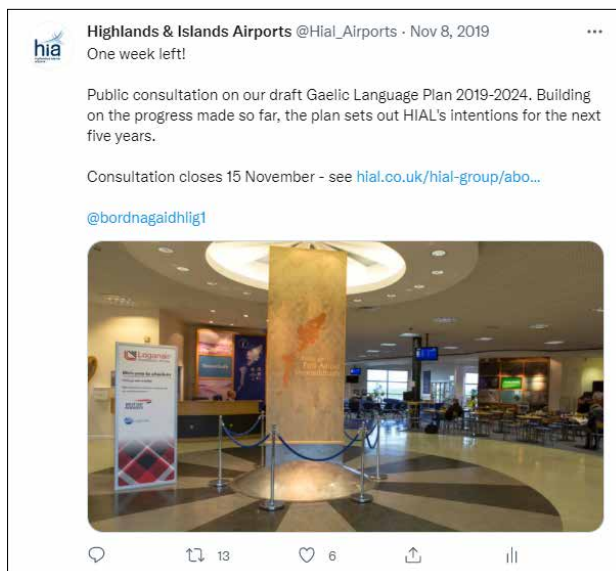 Highlands & Islands Airports @Hial_Airports · Nov 8, 2019
hia
One week left!
Public consultation on our draft Gaelic Language Plan 2019-2024. Building
on the progress made so far, the plan sets out HIAL's intentions for the next
five years.
Consultation closes 15 November - see hial.co.uk/hial-group/abo...
@bordnagaidhlig1
Loganair
13
6